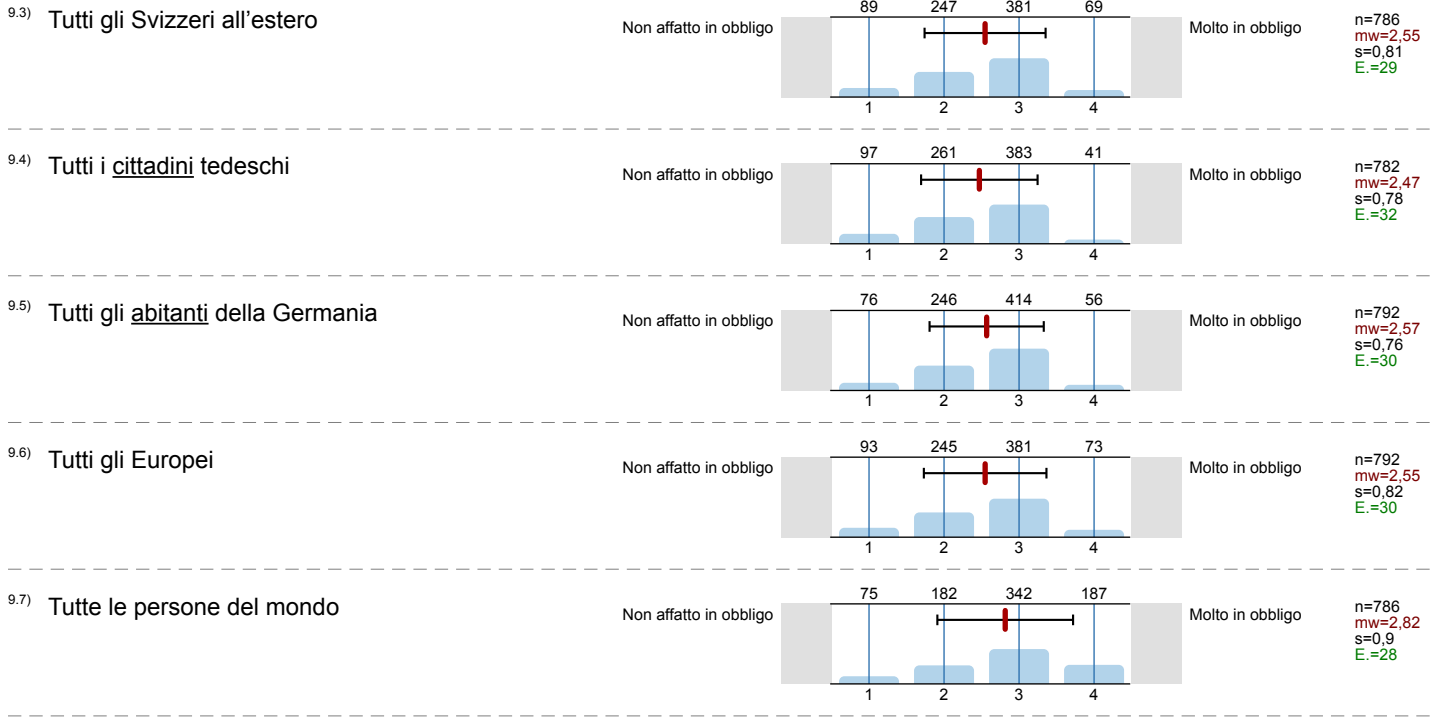 9.3) Tutti gli Svizzeri all'estero
Non affatto in obbligo
89 247 381 69
1 2 3 4
Molto in obbligo
n=786
mw=2,55
s=0,81
E.=29
9.4) Tutti i cittadini tedeschi
Non affatto in obbligo
97 261 383 41
1 2 3 4
Molto in obbligo
n=782
mw=2,47
s=0,78
E.=32
9.5) Tutti gli abitanti della Germania
Non affatto in obbligo
76 246 414 56
1 2 3 4
Molto in obbligo
n=792
mw=2,57
s=0,76
E.=30
9.6) Tutti gli Europei
Non affatto in obbligo
93 245 381 73
1 2 3 4
Molto in obbligo
n=792
mw=2,55
s=0,82
E.=30
9.7) Tutte le persone del mondo
Non affatto in obbligo
75 182 342 187
1 2 3 4
Molto in obbligo
n=786
mw=2,82
s=0,9
E.=28